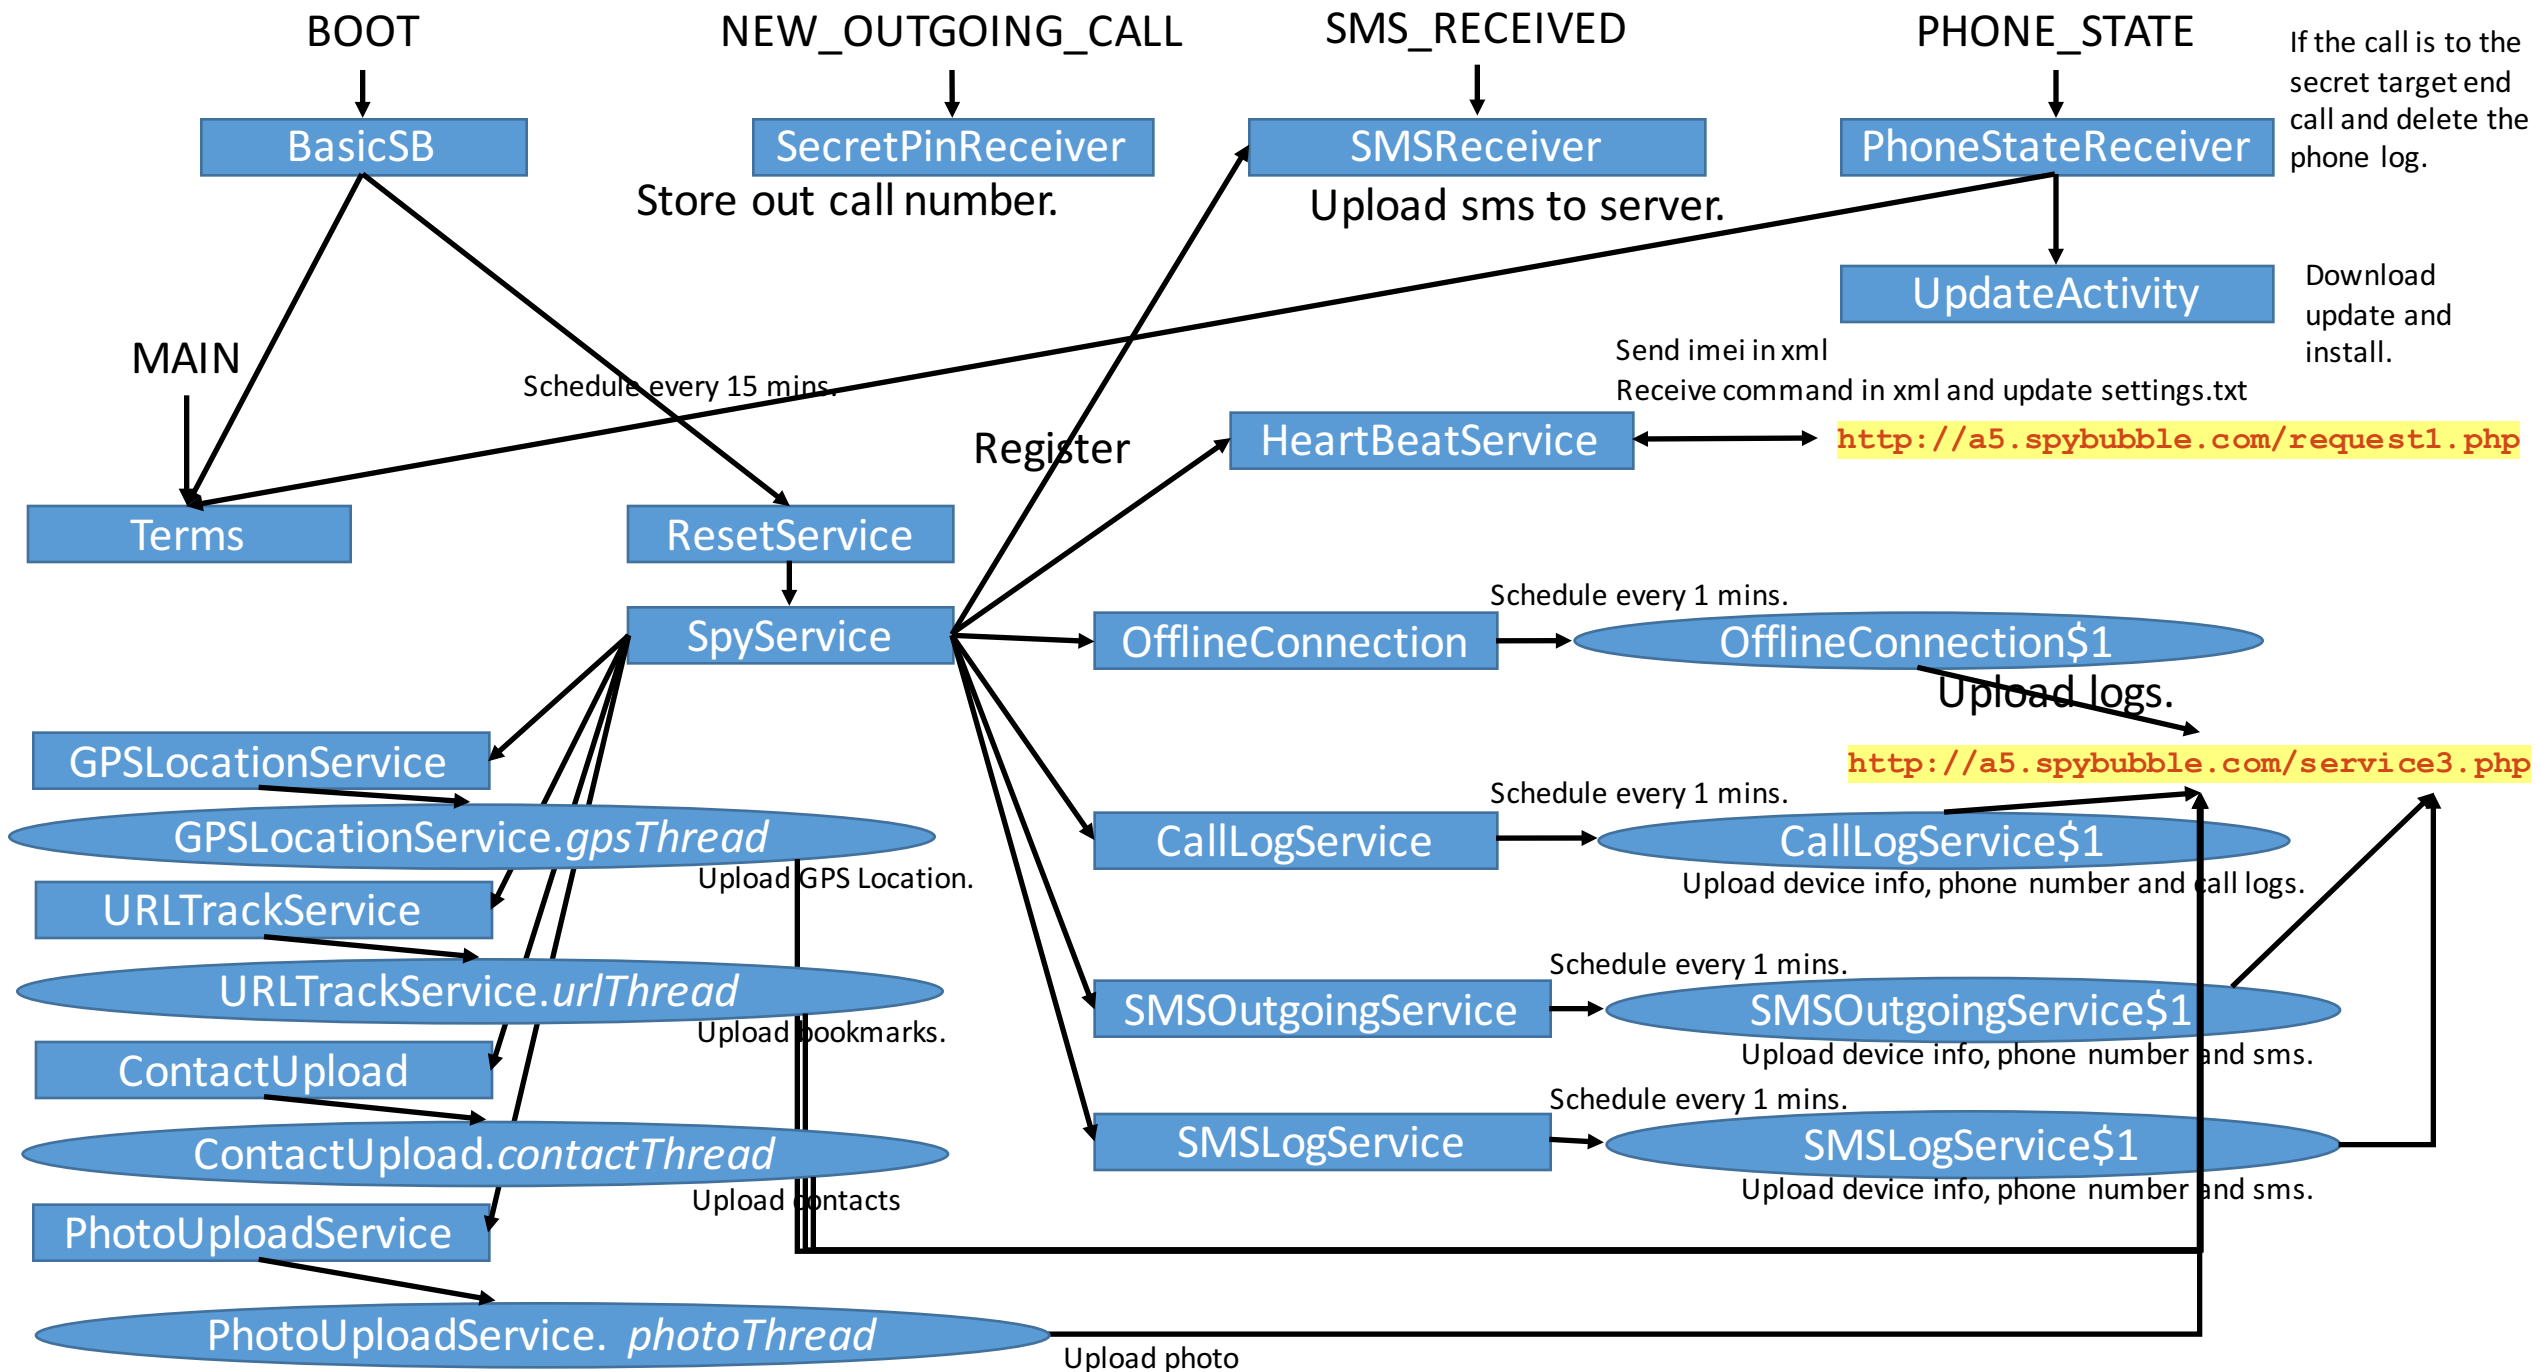 BOOT
NEW_OUTGOING_CALL
SMS_RECEIVED
PHONE_STATE
If the call is to the
secret target end
call and delete the
phone log.
BasicSB
SecretPinReceiver
SMSReceiver
PhoneStateReceiver
Store out call number.
Upload sms to server.
UpdateActivity
Download
update and
install.
MAIN
Schedule every 15 mins.
Send imei in xml
Receive command in xml and update settings.txt
Register
HeartBeatService
http://a5.spybubble.com/request1.php
Terms
ResetService
SpyService
Schedule every 1 mins.
OfflineConnection
OfflineConnection$1
Upload logs.
GPSLocationService
http://a5.spybubble.com/service3.php
Schedule every 1 mins.
GPSLocationService.gpsThread
CallLogService
CallLogService$1
Upload GPS Location.
Upload device info, phone number and call logs.
URLTrackService
Schedule every 1 mins.
URLTrackService.urlThread
SMSOutgoingService
SMSOutgoingService$1
Upload bookmarks.
Upload device info, phone number and sms.
ContactUpload
Schedule every 1 mins.
ContactUpload.contactThread
SMSLogService
SMSLogService$1
Upload contacts
Upload device info, phone number and sms.
PhotoUploadService
PhotoUploadService. photoThread
Upload photo